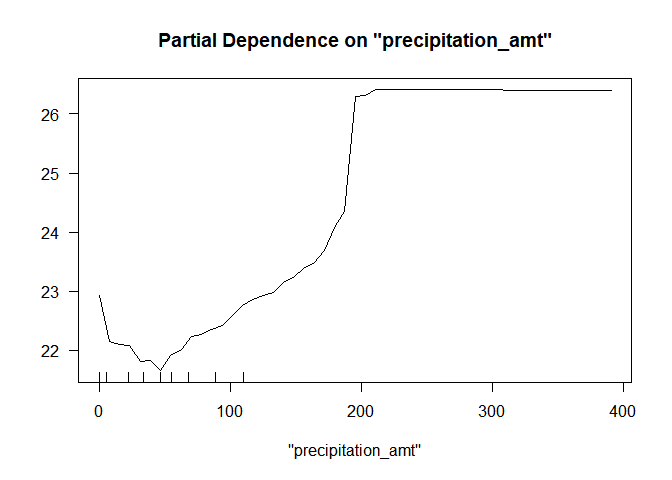 Partial Dependence on "precipitation_amt"
26
25
24
23
22
0 100 200 300 400
"precipitation_amt"